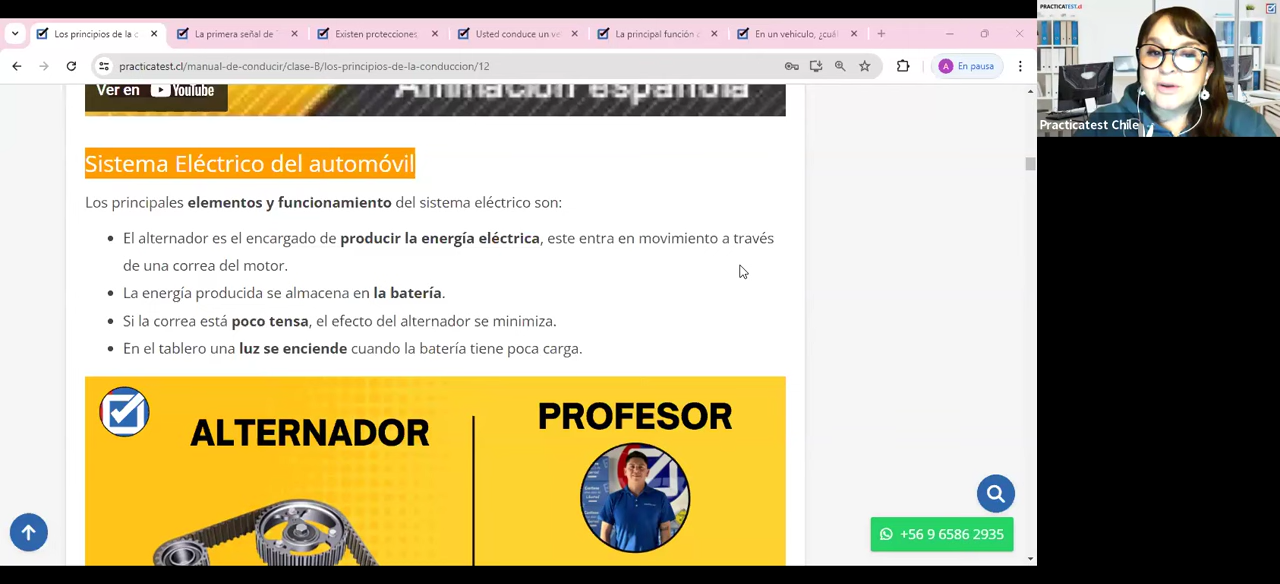 Los principios de la c
La primera señal de
Existen protecciones
Usted conduce un ve
La principal función d
En un vehículo, ¿cuál
practicatest.cl/manual-de-conducir/clase-B/los-principios-de-la-conduccion/12
A
En pausa
PRACTICATEST.cl
Practicatest Chile
Ver en YouTube
Animación española
Sistema Eléctrico del automóvil
Los principales elementos y funcionamiento del sistema eléctrico son:
El alternador es el encargado de producir la energía eléctrica, este entra en movimiento a través
de una correa del motor.
La energía producida se almacena en la batería.
Si la correa está poco tensa, el efecto del alternador se minimiza.
En el tablero una luz se enciende cuando la batería tiene poca carga.
ALTERNADOR
PROFESOR
+56 9 6586 2935